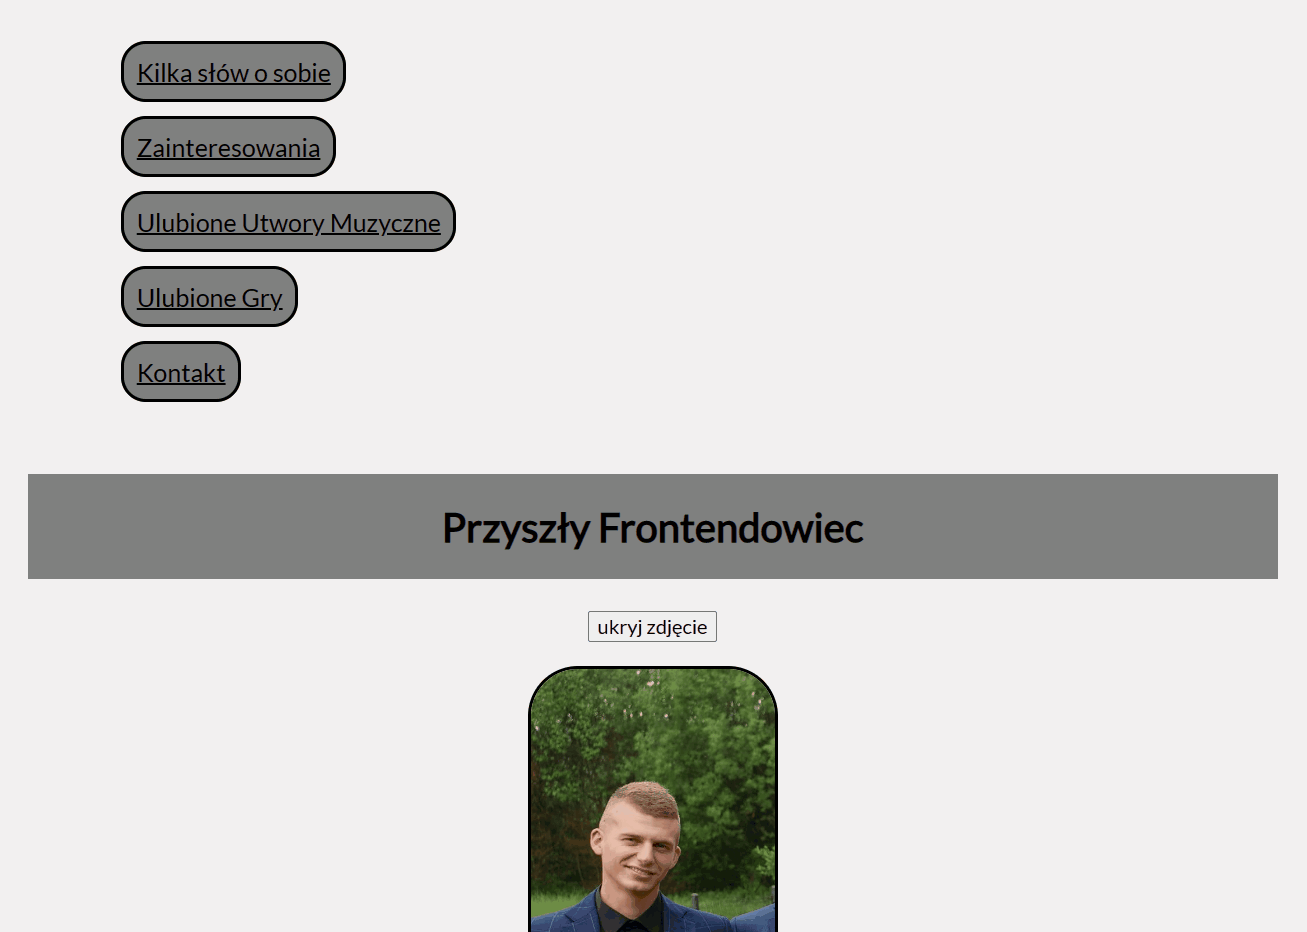 Kilka słów o sobie
Zainteresowania
Ulubione Utwory Muzyczne
Ulubione Gry
Kontakt
Przyszły Frontendowiec
ukryj zdjęcie